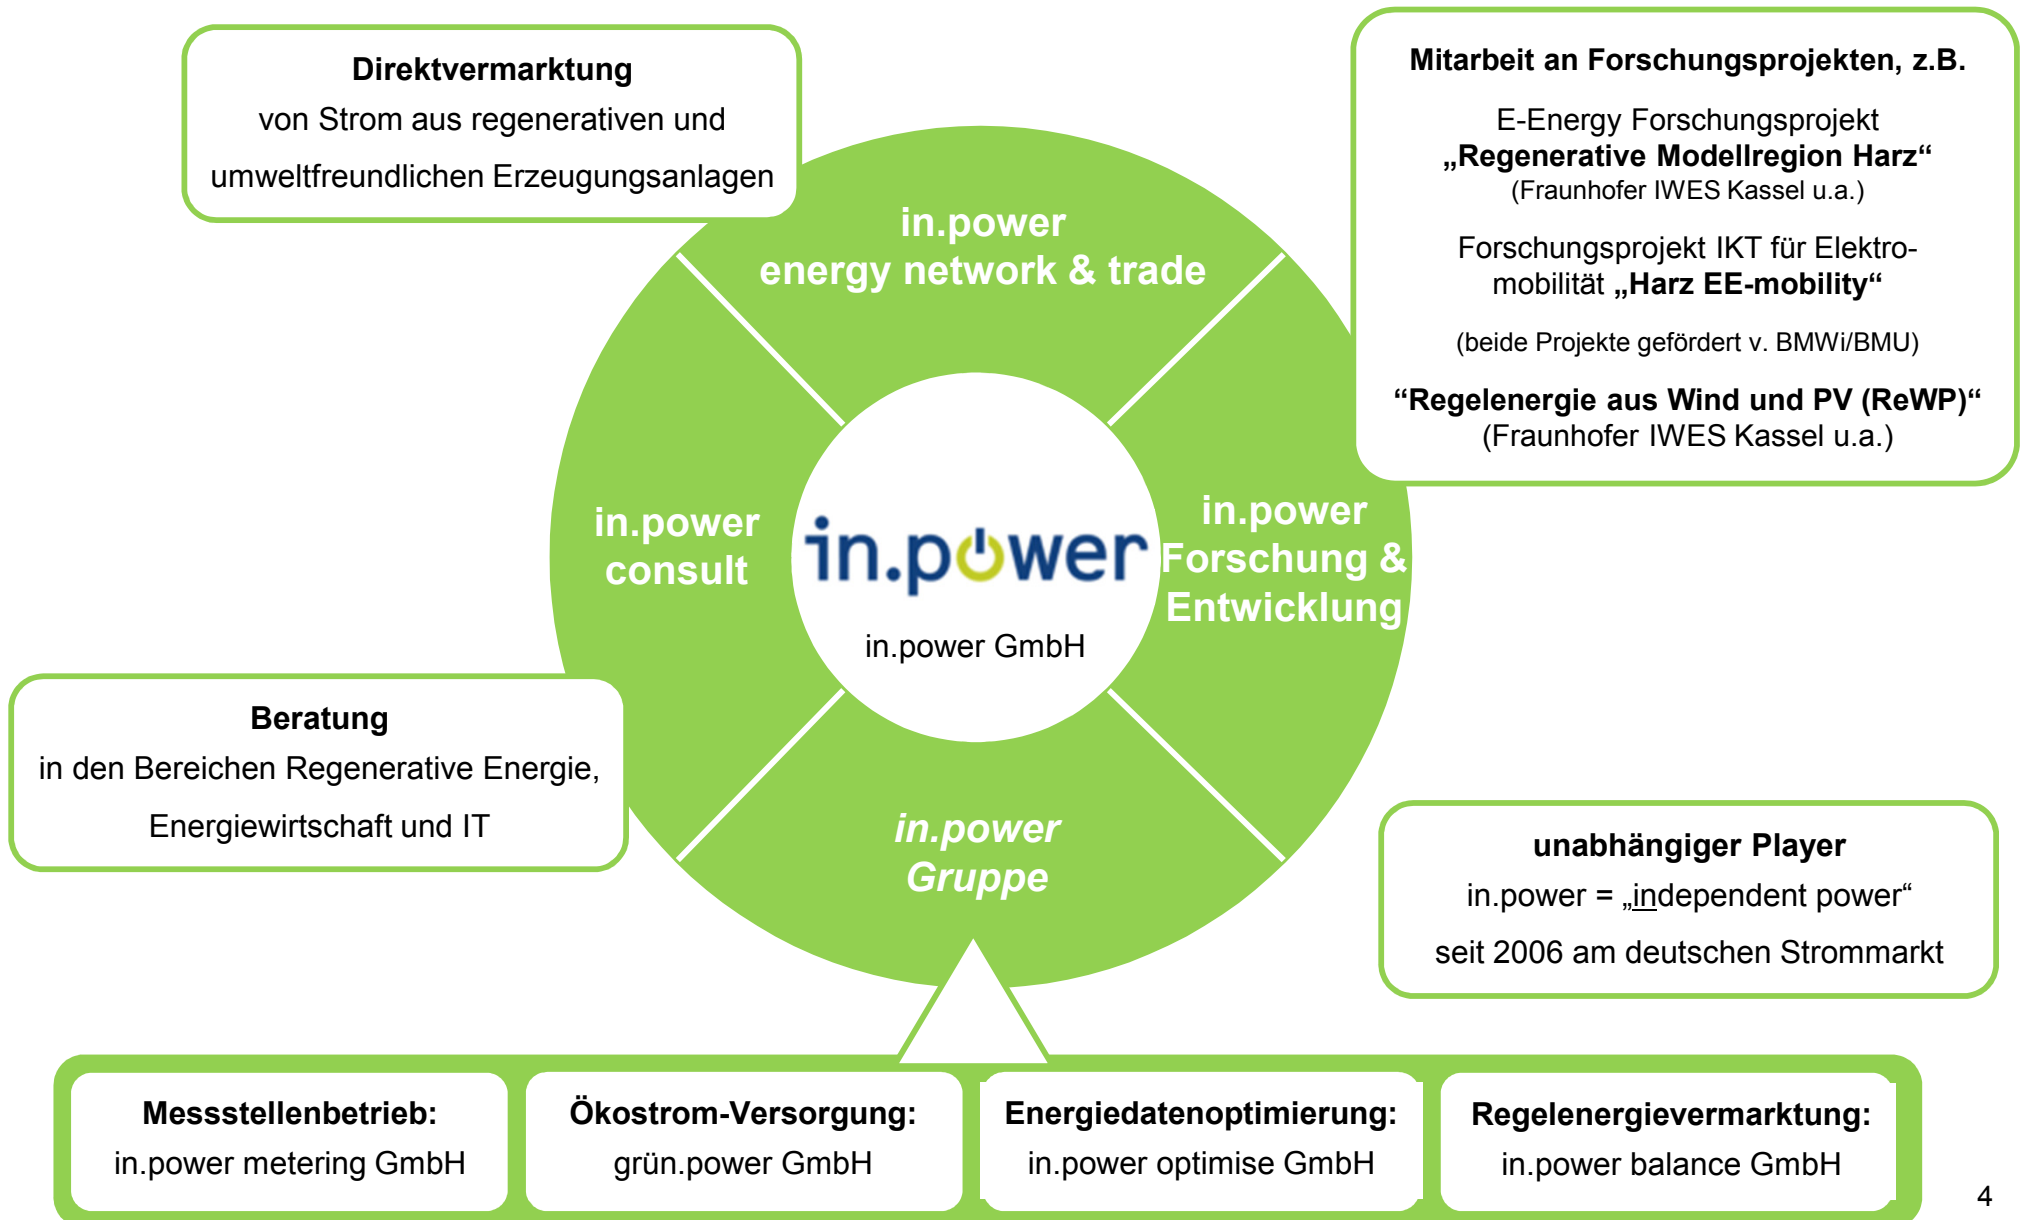 Direktvermarktung
von Strom aus regenerativen und
umweltfreundlichen Erzeugungsanlagen
Mitarbeit an Forschungsprojekten, z.B.
E-Energy Forschungsprojekt
„Regenerative Modellregion Harz“
(Fraunhofer IWES Kassel u.a.)
Forschungsprojekt IKT für Elektro-
mobilität „Harz EE-mobility“
(beide Projekte gefördert v. BMWi/BMU)
“Regelenergie aus Wind und PV (ReWP)“
(Fraunhofer IWES Kassel u.a.)
in.power
energy network & trade
in.power
consult
in.power
in.power GmbH
in.power
Forschung &
Entwicklung
Beratung
in den Bereichen Regenerative Energie,
Energiewirtschaft und IT
in.power
Gruppe
unabhängiger Player
in.power = „independent power“
seit 2006 am deutschen Strommarkt
Messstellenbetrieb:
in.power metering GmbH
Ökostrom-Versorgung:
grün.power GmbH
Energiedatenoptimierung:
in.power optimise GmbH
Regelenergievermarktung:
in.power balance GmbH
4